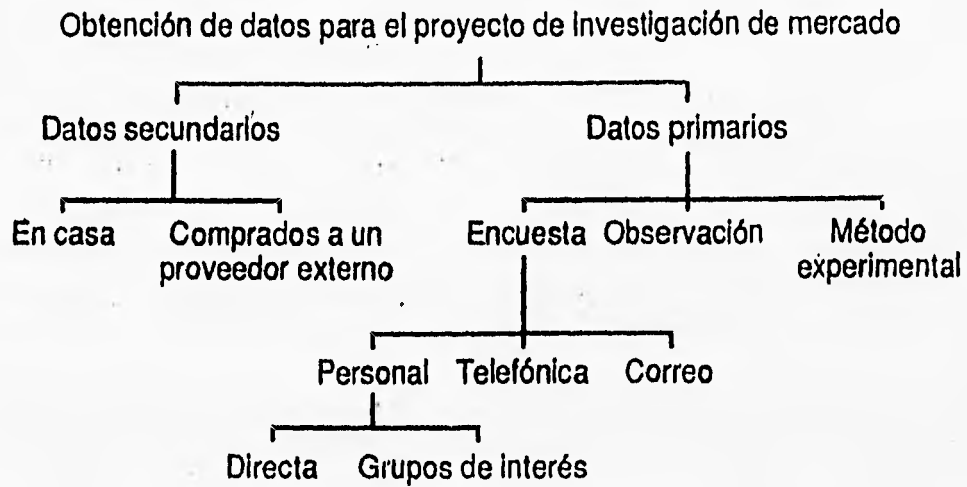 Obtención de datos para el proyecto de investigación de mercado
Datos secundarios Datos primarios
En casa Comprados a un Encuesta Observación Método
proveedor externo experimental
Personal Telefónica Correo
Directa Grupos de interés